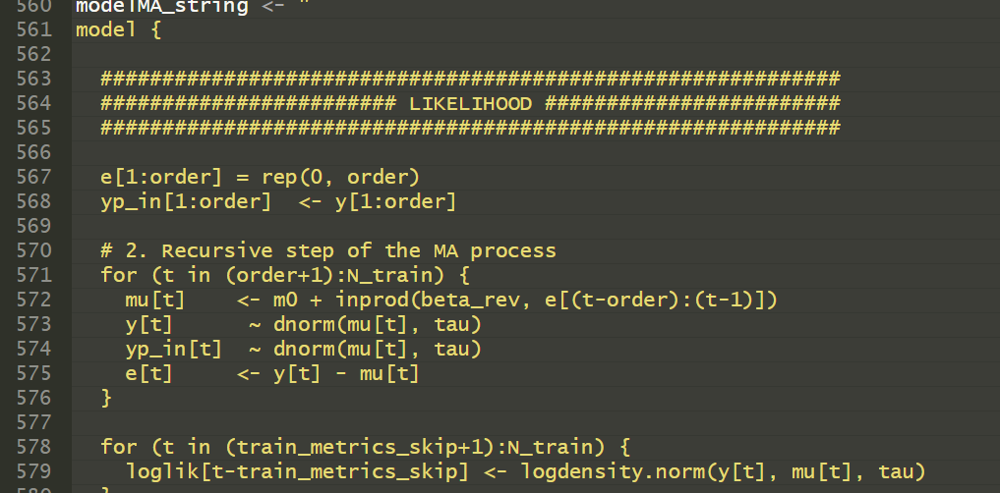 560 modelMA_string <- "
561 model {
562
563   ############################################################
564   ######################## LIKELIHOOD ########################
565   ############################################################
566
567   e[1:order] = rep(0, order)
568   yp_in[1:order]  <- y[1:order]
569
570   # 2. Recursive step of the MA process
571   for (t in (order+1):N_train) {
572     mu[t]    <- m0 + inprod(beta_rev, e[(t-order):(t-1)])
573     y[t]      ~ dnorm(mu[t], tau)
574     yp_in[t]  ~ dnorm(mu[t], tau)
575     e[t]     <- y[t] - mu[t]
576   }
577
578   for (t in (train_metrics_skip+1):N_train) {
579     loglik[t-train_metrics_skip] <- logdensity.norm(y[t], mu[t], tau)
580   }